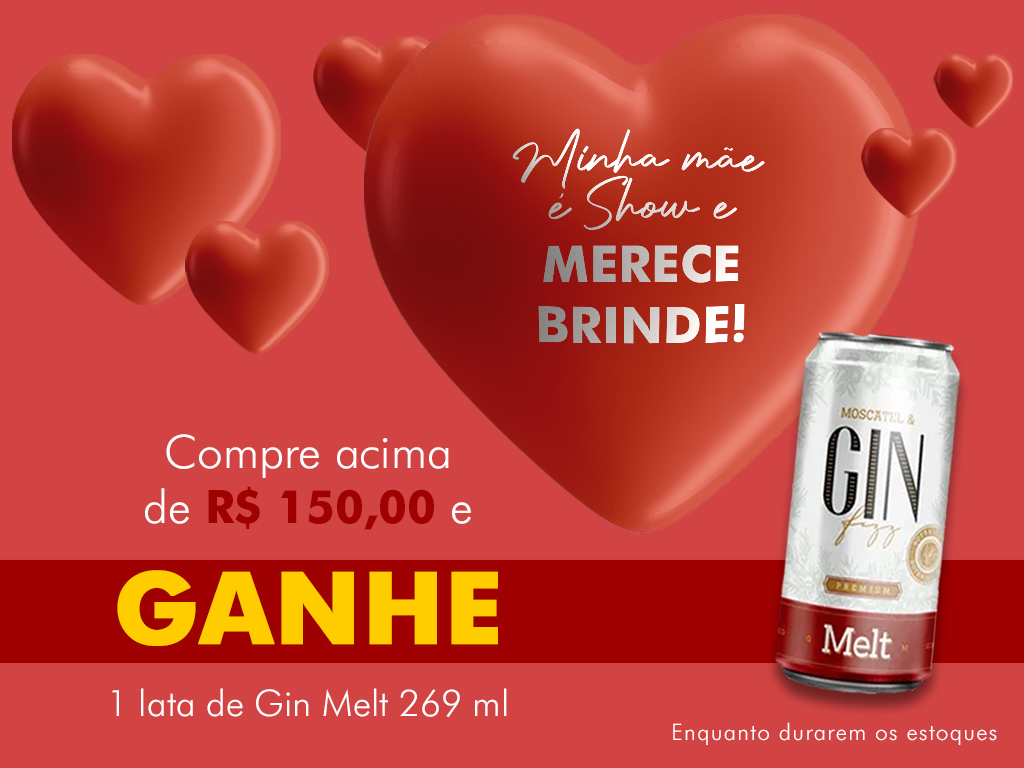 Minha mãe
é Show e
MERECE
BRINDE!
Compre acima
de R$ 150,00 e
GANHE
1 lata de Gin Melt 269 ml
MOSCATEL &
GIN
fizz
PREMIUM
Melt
Enquanto durarem os estoques